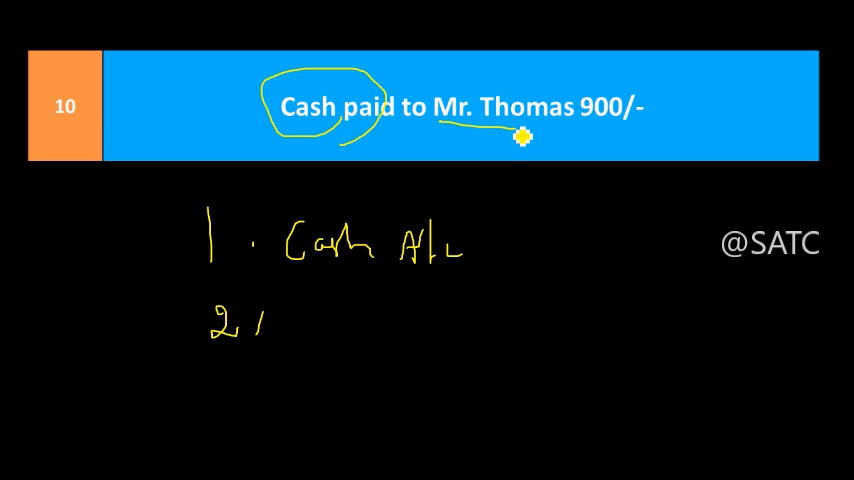 10
Cash paid to Mr. Thomas 900/-
1. Cash A/c
@SATC
2.